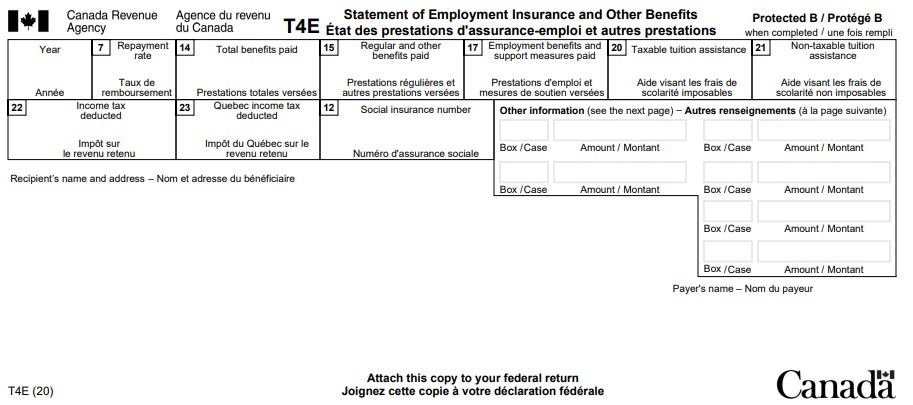 Canada Revenue Agence du revenu
Agency du Canada
T4E
Statement of Employment Insurance and Other Benefits
État des prestations d'assurance-emploi et autres prestations
Protected B / Protégé B
when completed / une fois rempli
Year
Année
7 Repayment
rate
Taux de
remboursement
14 Total benefits paid
Prestations totales versées
15 Regular and other
benefits paid
Prestations régulières et
autres prestations versées
17 Employment benefits and
support measures paid
Prestations d'emploi et
mesures de soutien versées
20 Taxable tuition assistance
Aide visant les frais de
scolarité imposables
21 Non-taxable tuition
assistance
Aide visant les frais de
scolarité non imposables
22 Income tax
deducted
Impôt sur
le revenu retenu
23 Quebec income tax
deducted
Impôt du Québec sur le
revenu retenu
12 Social insurance number
Numéro d'assurance sociale
Other information (see the next page) – Autres renseignements (à la page suivante)
Box /Case Amount / Montant Box /Case Amount / Montant
Box /Case Amount / Montant Box /Case Amount / Montant
Box /Case Amount / Montant
Box /Case Amount / Montant
Recipient's name and address – Nom et adresse du bénéficiaire
Payer's name – Nom du payeur
T4E (20)
Attach this copy to your federal return
Joignez cette copie à votre déclaration fédérale
Canada